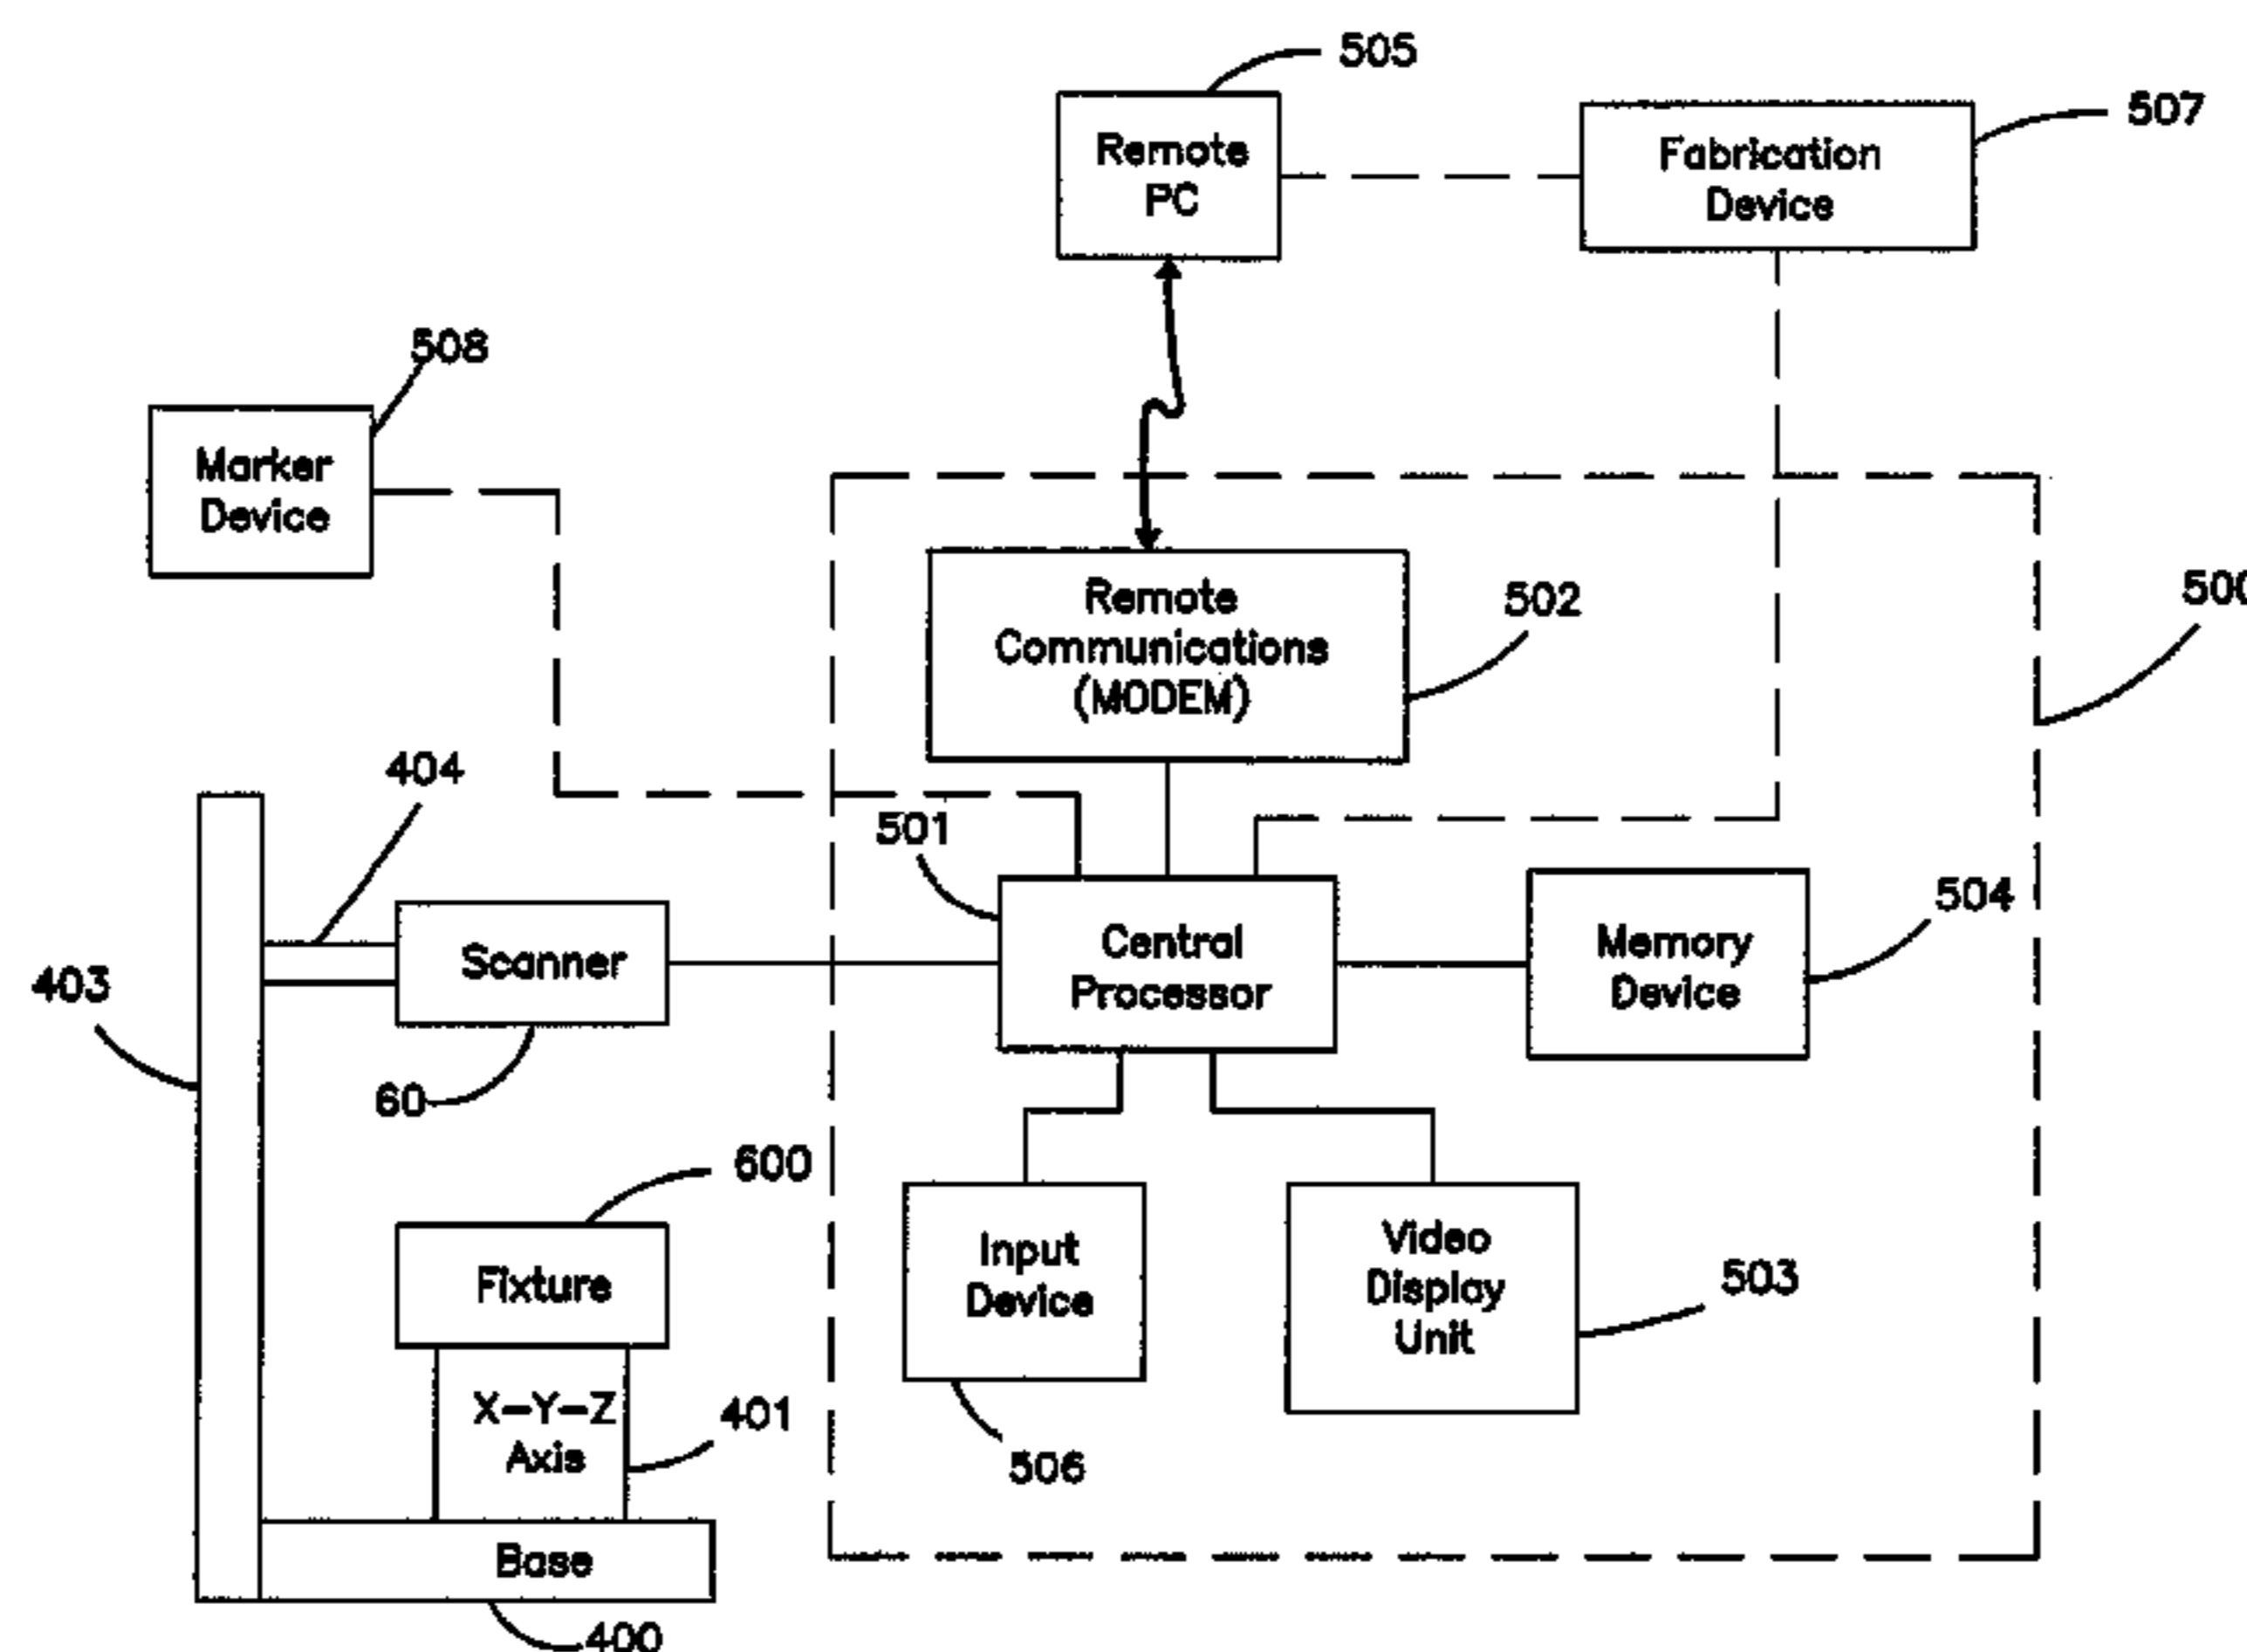 505
Remote
PC
Fabrication
Device
507
508
Marker
Device
Remote
Communications
(MODEM)
502
500
404
501
Scanner
Central
Processor
Memory
Device
504
403
60
600
Fixture
Input
Device
Video
Display
Unit
503
X-Y-Z
Axis
401
506
Base
400